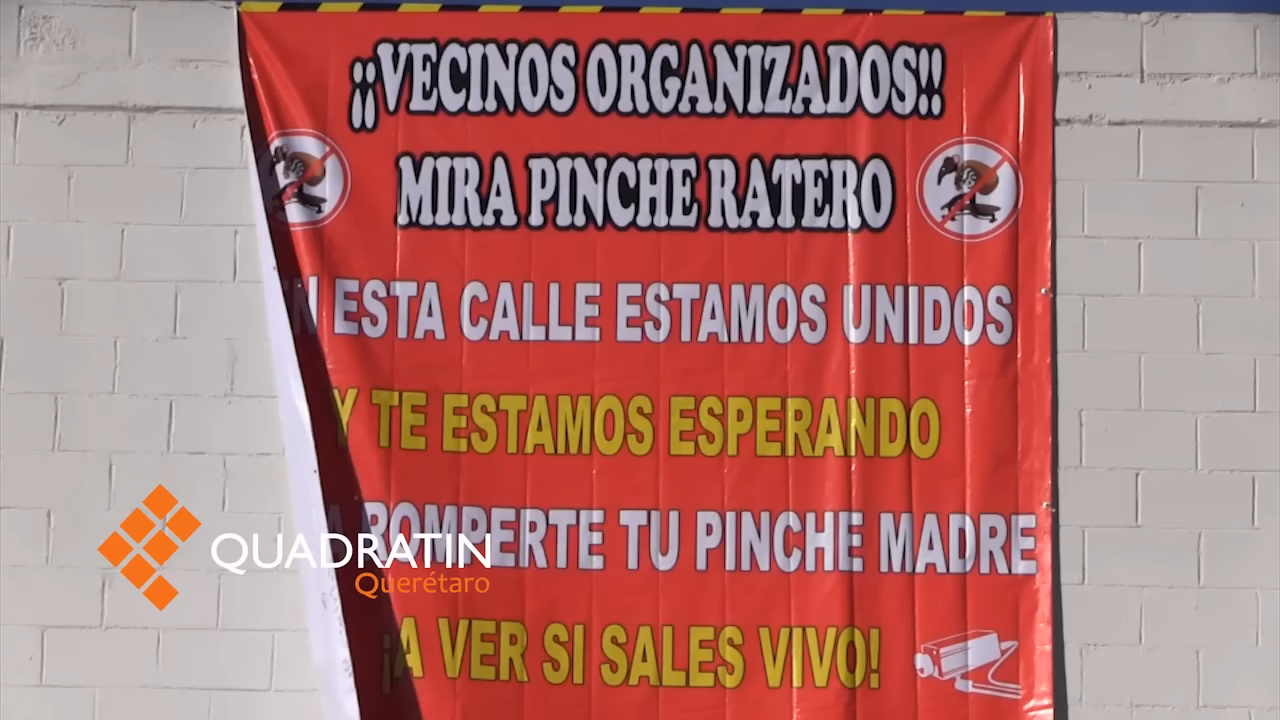 ¡¡VECINOS ORGANIZADOS!!
MIRA PINCHE RATERO
N ESTA CALLE ESTAMOS UNIDOS
Y TE ESTAMOS ESPERANDO
A ROMPERTE TU PINCHE MADRE
¡A VER SI SALES VIVO!
QUADRATIN
Querétaro